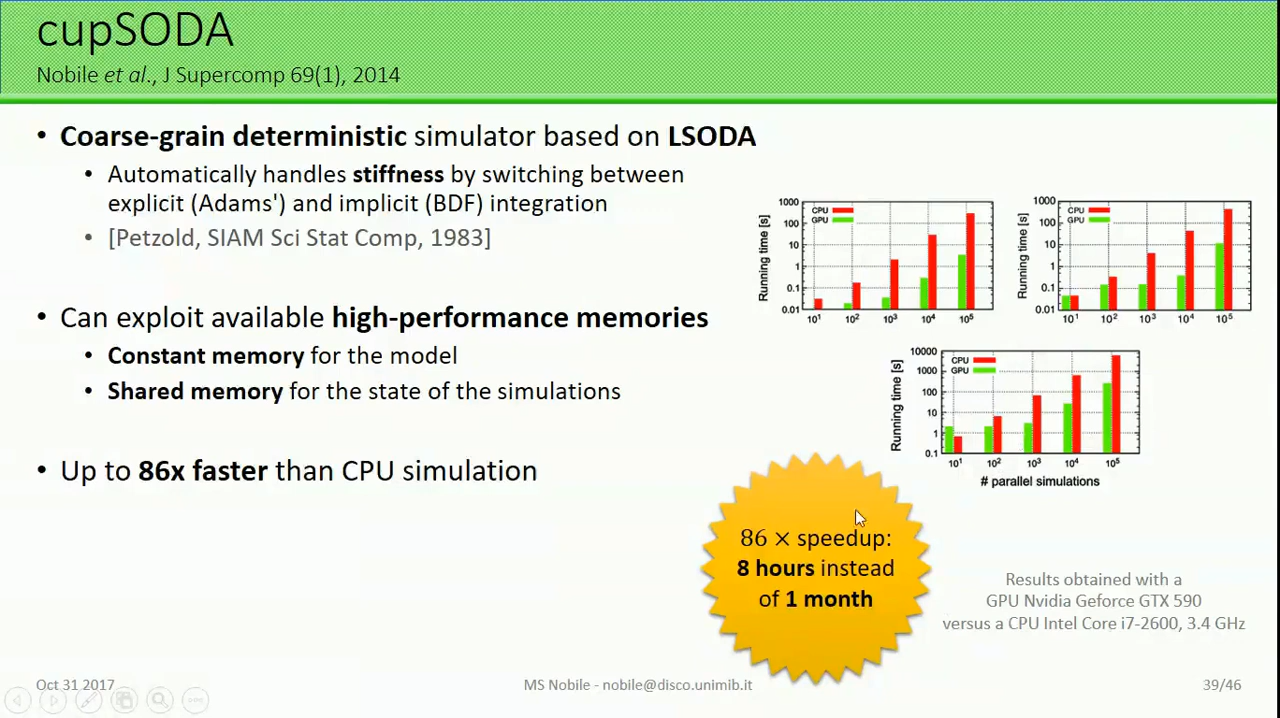 cupSODA
Nobile et al., J Supercomp 69(1), 2014
• Coarse-grain deterministic simulator based on LSODA
• Automatically handles stiffness by switching between
explicit (Adams') and implicit (BDF) integration
• [Petzold, SIAM Sci Stat Comp, 1983]
• Can exploit available high-performance memories
• Constant memory for the model
• Shared memory for the state of the simulations
• Up to 86x faster than CPU simulation
Running time [s]
1000
100
10
1
0.1
0.01
CPU
GPU
10¹ 10² 10³ 10⁴ 10⁵
Running time [s]
1000
100
10
1
0.1
0.01
CPU
GPU
10¹ 10² 10³ 10⁴ 10⁵
Running time [s]
10000
1000
100
10
1
0.1
CPU
GPU
10¹ 10² 10³ 10⁴ 10⁵
# parallel simulations
86 × speedup:
8 hours instead
of 1 month
Results obtained with a
GPU Nvidia Geforce GTX 590
versus a CPU Intel Core i7-2600, 3.4 GHz
Oct 31 2017
MS Nobile - nobile@disco.unimib.it
39/46